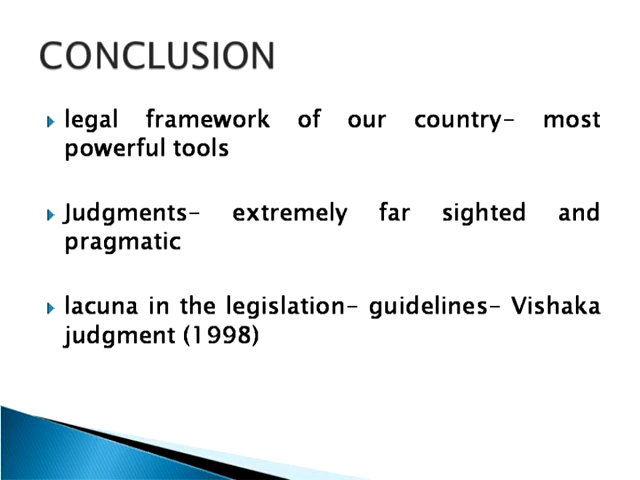 CONCLUSION
legal framework of our country- most
powerful tools
Judgments- extremely far sighted and
pragmatic
lacuna in the legislation- guidelines- Vishaka
judgment (1998)